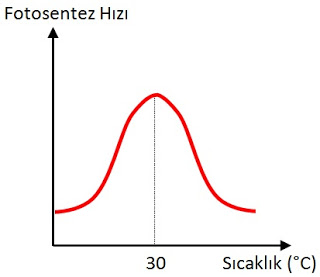 Fotosentez Hızı
30
Sıcaklık (°C)